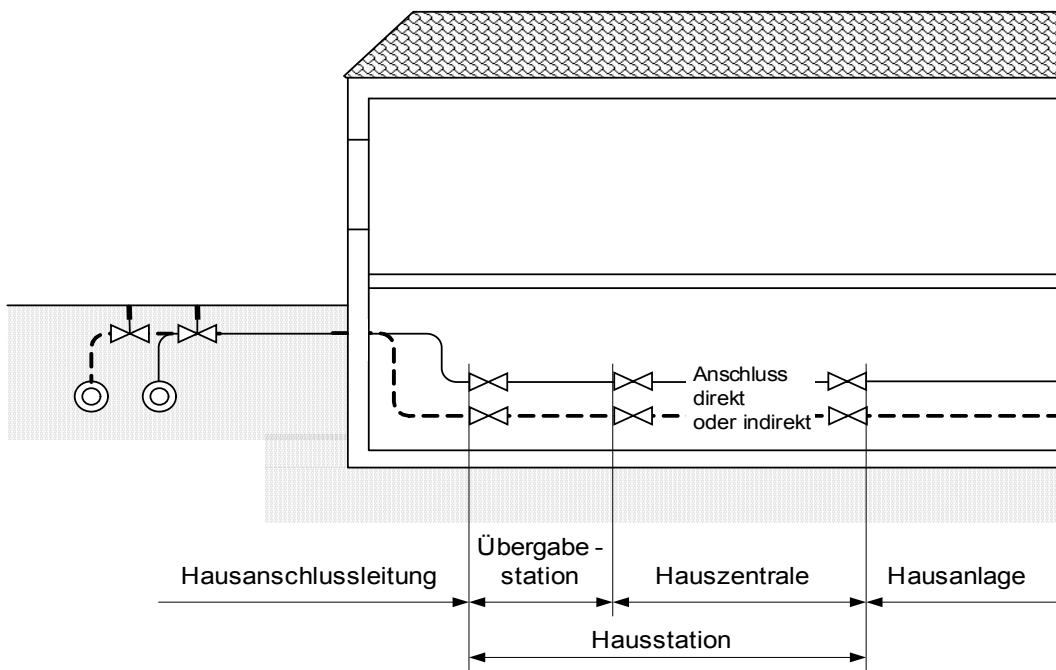 Anschluss
direkt
oder indirekt
Übergabe -
station
Hausanschlussleitung
Hauszentrale
Hausanlage
Hausstation